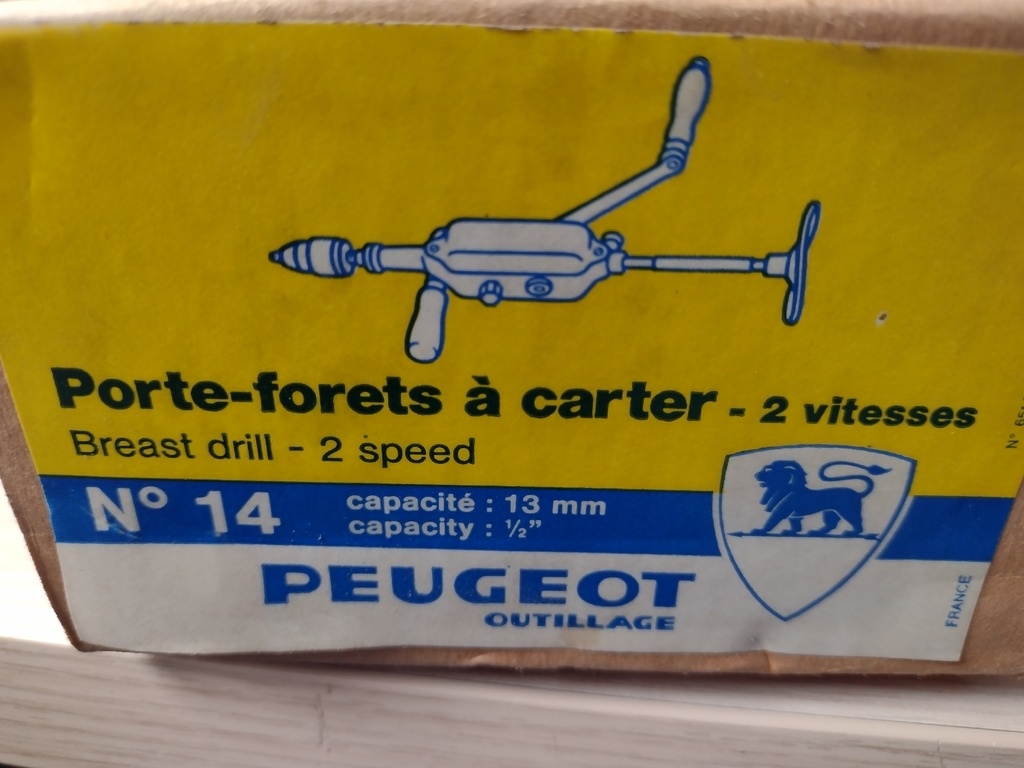 Porte-forets à carter - 2 vitesses
Breast drill - 2 speed
N° 14
capacité : 13 mm
capacity : ½”
PEUGEOT
OUTILLAGE
FRANCE
N°